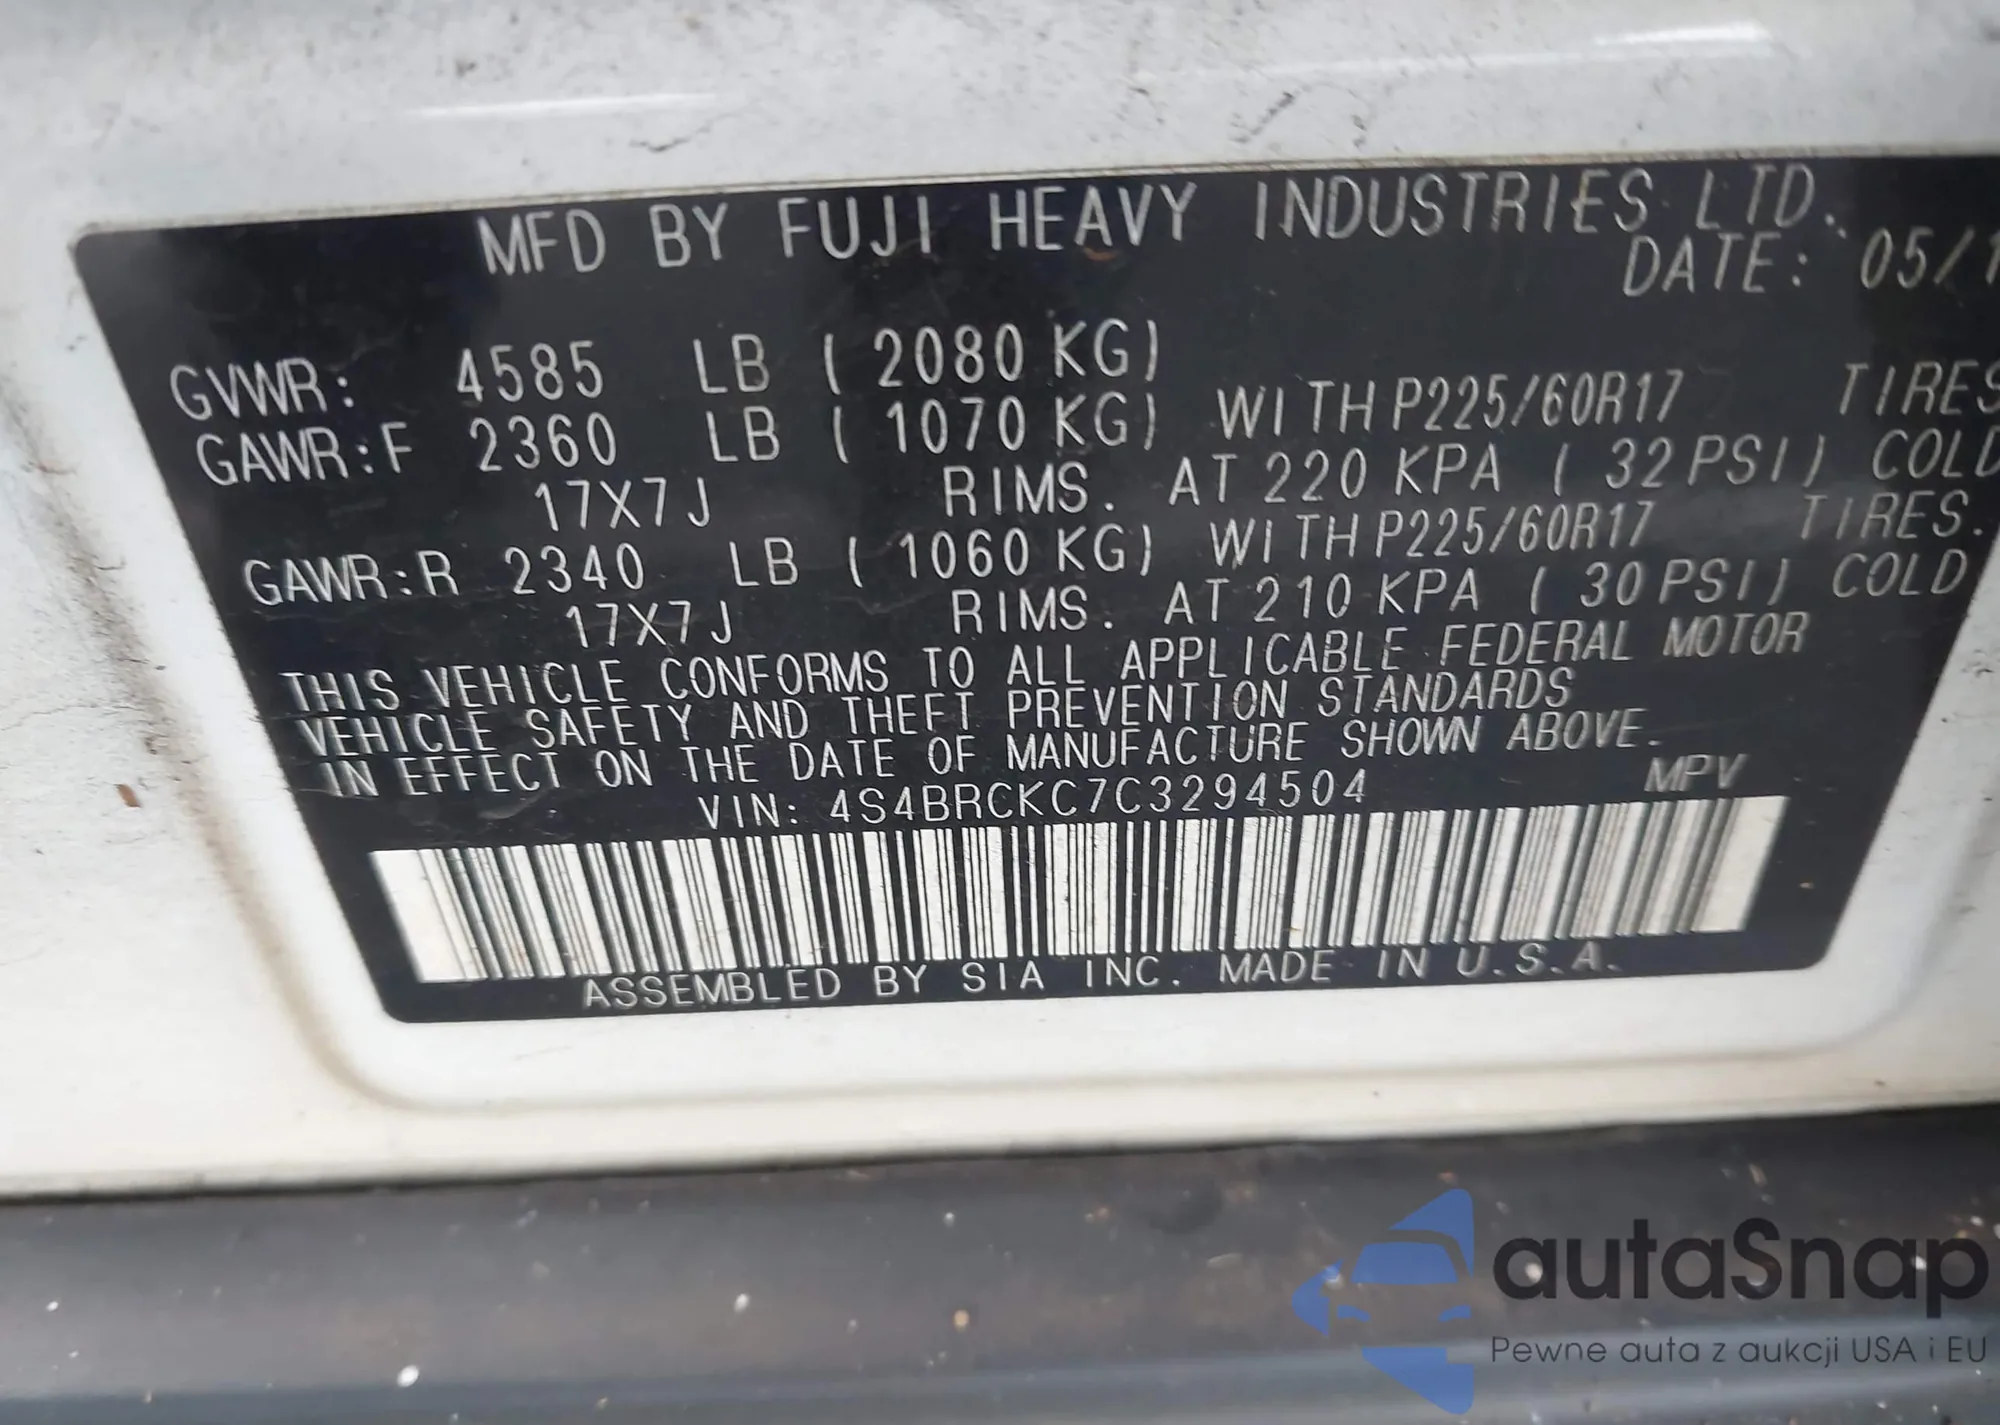 MFD BY FUJI HEAVY INDUSTRIES LTD.
DATE: 05/1
GVWR: 4585 LB ( 2080 KG)
GAWR:F 2360 LB ( 1070 KG) WITH P225/60R17 TIRES
17X7J RIMS. AT 220 KPA ( 32 PSI) COLD
GAWR:R 2340 LB ( 1060 KG) WITH P225/60R17 TIRES.
17X7J RIMS. AT 210 KPA ( 30 PSI) COLD
THIS VEHICLE CONFORMS TO ALL APPLICABLE FEDERAL MOTOR
VEHICLE SAFETY AND THEFT PREVENTION STANDARDS
IN EFFECT ON THE DATE OF MANUFACTURE SHOWN ABOVE.
VIN: 4S4BRCKC7C3294504 MPV
ASSEMBLED BY SIA INC. MADE IN U.S.A.
autaSnap
Pewne auta z aukcji USA i EU